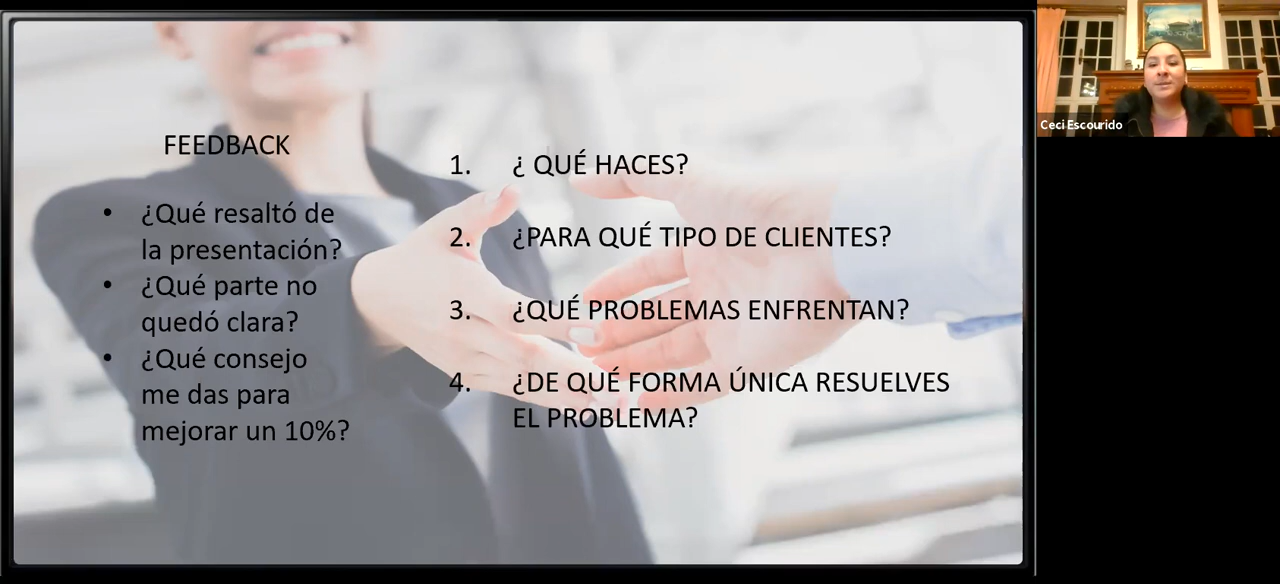 FEEDBACK
• ¿Qué resaltó de
la presentación?
• ¿Qué parte no
quedó clara?
• ¿Qué consejo
me das para
mejorar un 10%?
1. ¿ QUÉ HACES?
2. ¿PARA QUÉ TIPO DE CLIENTES?
3. ¿QUÉ PROBLEMAS ENFRENTAN?
4. ¿DE QUÉ FORMA ÚNICA RESUELVES
EL PROBLEMA?
Ceci Escourido